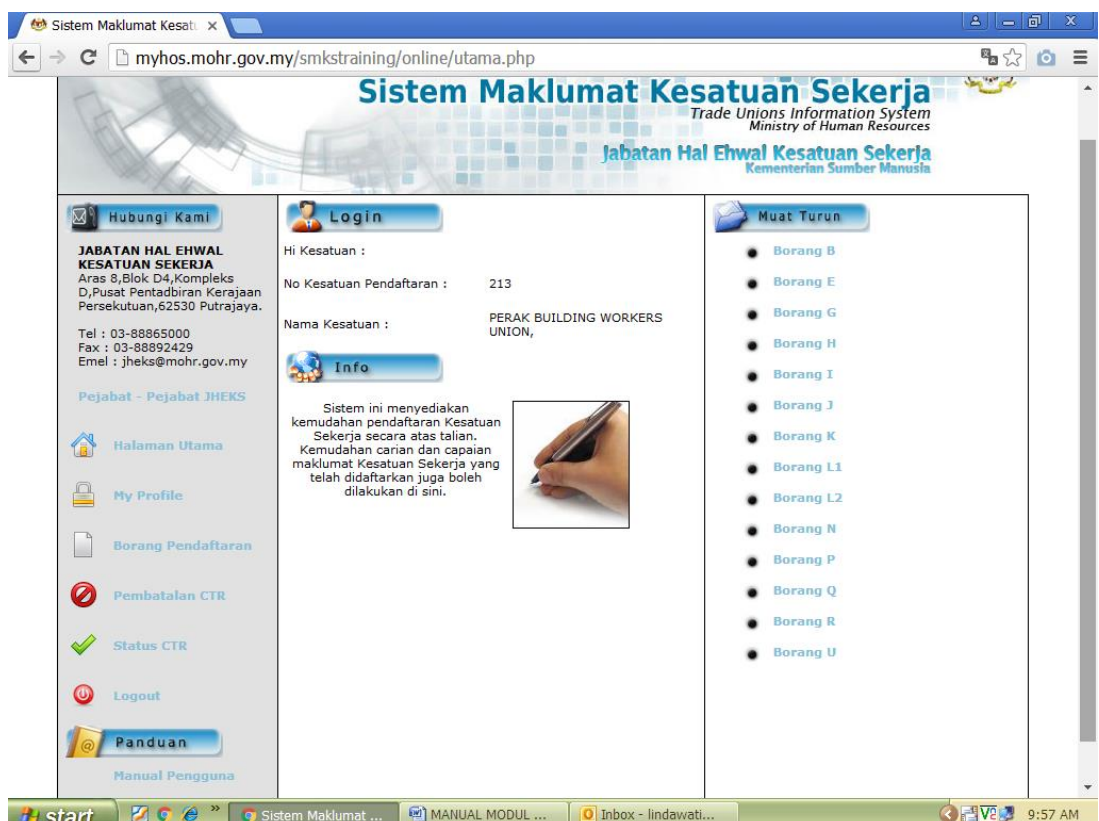 Sistem Maklumat Kesatu
myhos.mohr.gov.my/smkstraining/online/utama.php
Sistem Maklumat Kesatuan Sekerja
Trade Unions Information System
Ministry of Human Resources
Jabatan Hal Ehwal Kesatuan Sekerja
Kementerian Sumber Manusia
Hubungi Kami
JABATAN HAL EHWAL
KESATUAN SEKERJA
Aras 8,Blok D4,Kompleks
D,Pusat Pentadbiran Kerajaan
Persekutuan,62530 Putrajaya.
Tel : 03-88865000
Fax : 03-88892429
Emel : jheks@mohr.gov.my
Pejabat - Pejabat JHEKS
Halaman Utama
My Profile
Borang Pendaftaran
Pembatalan CTR
Status CTR
Logout
Panduan
Manual Pengguna
Login
Hi Kesatuan :
No Kesatuan Pendaftaran : 213
Nama Kesatuan : PERAK BUILDING WORKERS
UNION,
Info
Sistem ini menyediakan
kemudahan pendaftaran Kesatuan
Sekerja secara atas talian.
Kemudahan carian dan capaian
maklumat Kesatuan Sekerja yang
telah didaftarkan juga boleh
dilakukan di sini.
Muat Turun
Borang B
Borang E
Borang G
Borang H
Borang I
Borang J
Borang K
Borang L1
Borang L2
Borang N
Borang P
Borang Q
Borang R
Borang U
start
Sistem Maklumat ...
MANUAL MODUL ...
Inbox - lindawati...
9:57 AM